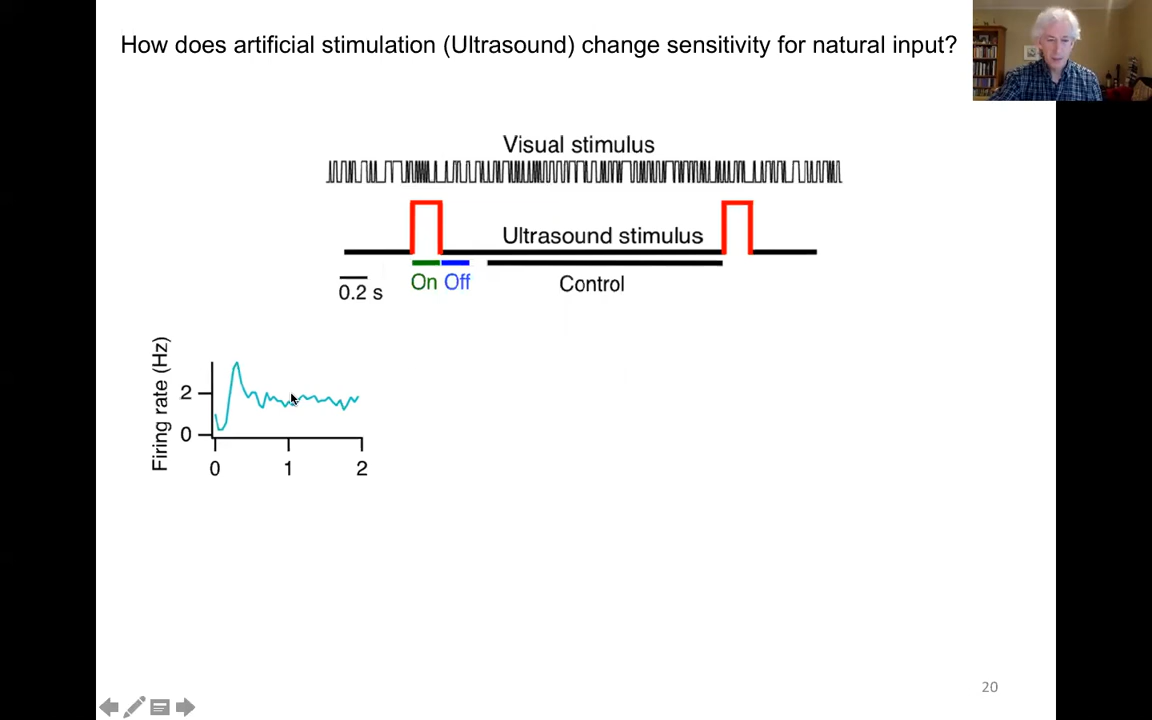 How does artificial stimulation (Ultrasound) change sensitivity for natural input?
Visual stimulus
Ultrasound stimulus
On Off
Control
0.2 s
Firing rate (Hz)
2
0
0 1 2
20